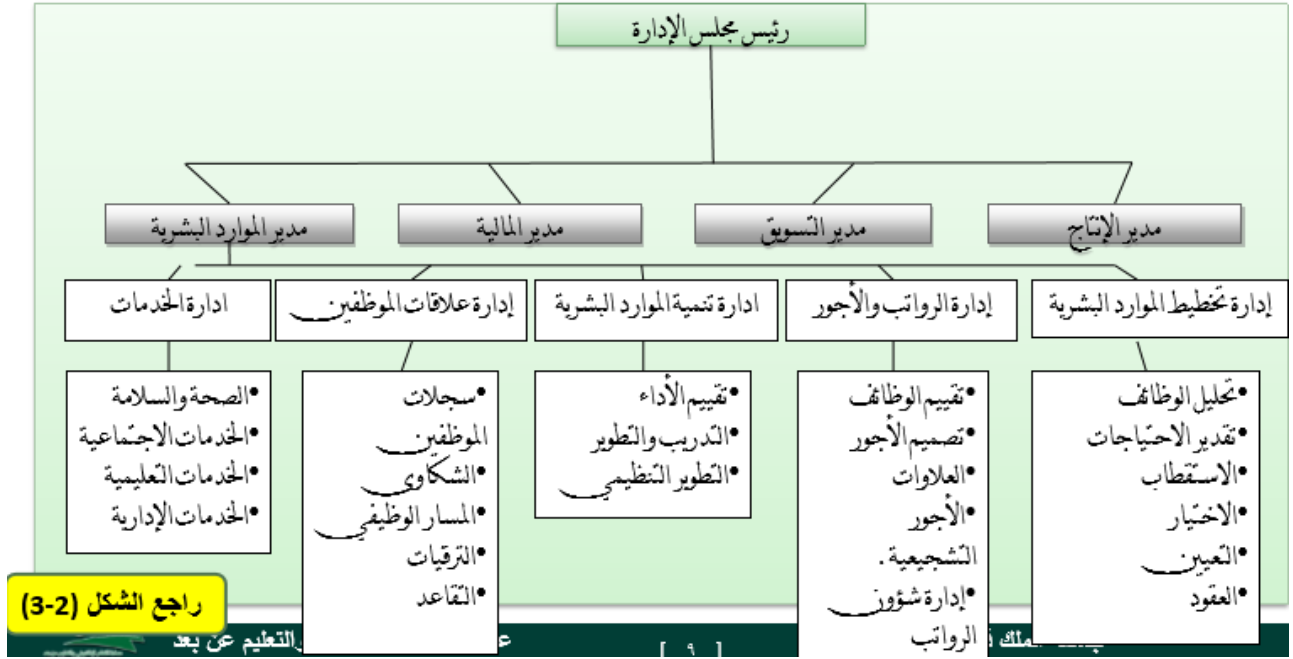 رئيس مجلس الإدارة
مدير الإنتاج
مدير التسويق
مدير المالية
مدير الموارد البشرية
إدارة تخطيط الموارد البشرية
إدارة الرواتب والأجور
ادارة تنمية الموارد البشرية
إدارة علاقات الموظفين
ادارة الخدمات
•تحليل الوظائف
•تقدير الاحتياجات
•الاستقطاب
•الاختيار
•التعيين
•العقود
•تقييم الوظائف
•تصميم الأجور
•العلاوات
•الأجور
التشجيعية.
•إدارة شؤون
الرواتب
•تقييم الأداء
•التدريب والتطوير
•التطوير التنظيمي
•سجلات
الموظفين
•الشكاوى
•المسار الوظيفي
•الترقيات
•التقاعد
•الصحة والسلامة
•الخدمات الاجتماعية
•الخدمات التعليمية
•الخدمات الإدارية
راجع الشكل (2-3)
الملك
[ ٩ ]
والتعليم عن بعد